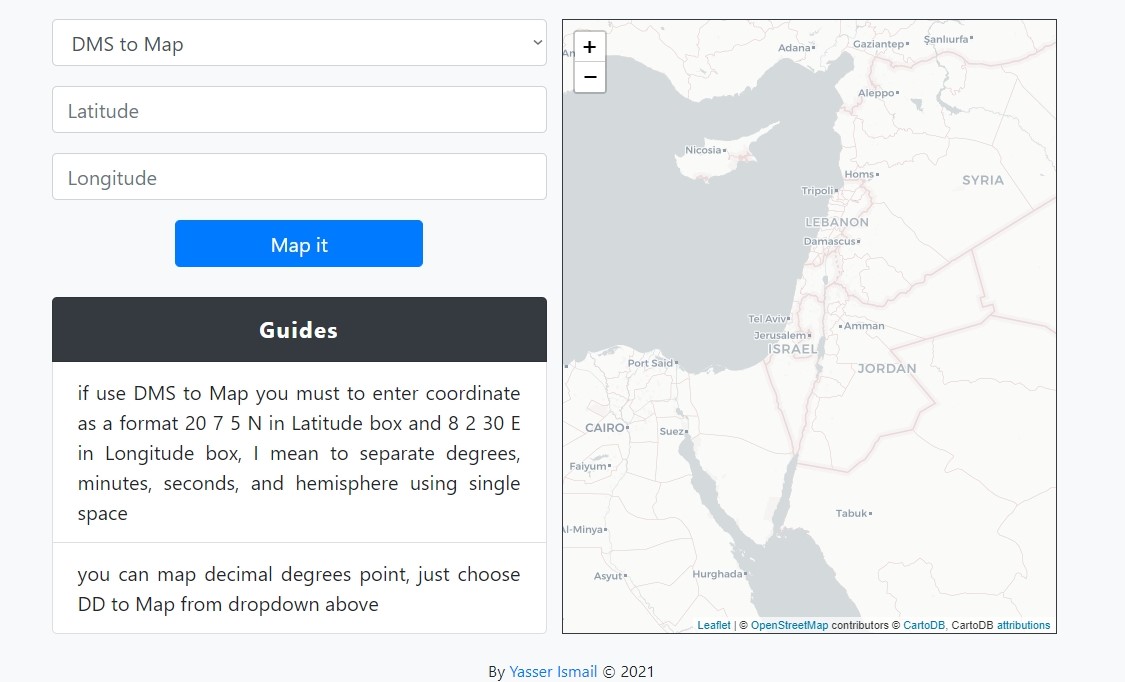 DMS to Map
Latitude
Longitude
Map it
Guides
if use DMS to Map you must to enter coordinate
as a format 20 7 5 N in Latitude box and 8 2 30 E
in Longitude box, I mean to separate degrees,
minutes, seconds, and hemisphere using single
space
you can map decimal degrees point, just choose
DD to Map from dropdown above
+
−
An
Adana
Gaziantep
Şanlıurfa
Aleppo
Nicosia
Homs
SYRIA
Tripoli
LEBANON
Damascus
Tel Aviv
Amman
Jerusalem
ISRAEL
Port Said
JORDAN
CAIRO
Suez
Faiyum
Tabuk
Al-Minya
Asyut
Hurghada
Leaflet | © OpenStreetMap contributors © CartoDB, CartoDB attributions
By Yasser Ismail © 2021